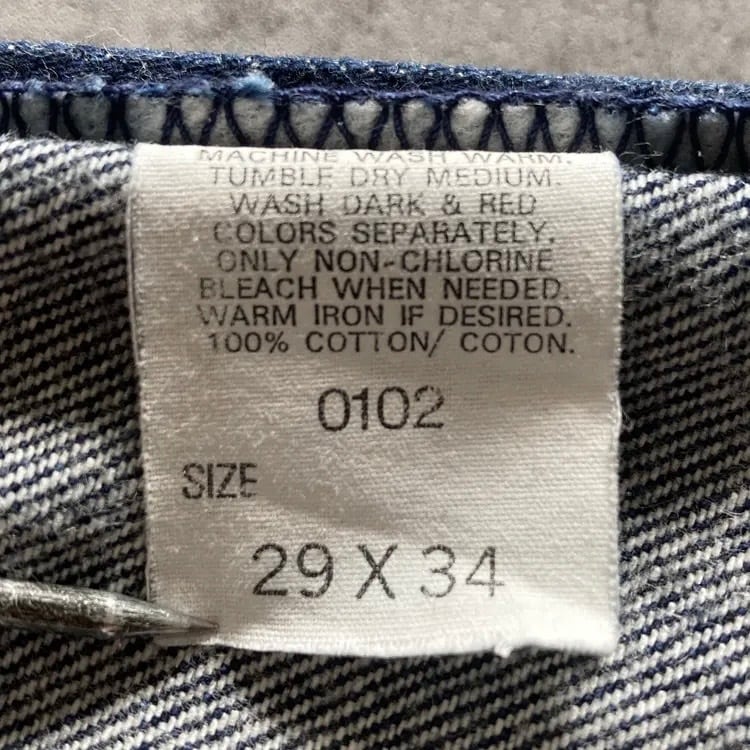 MACHINE WASH WARM.
TUMBLE DRY MEDIUM.
WASH DARK & RED
COLORS SEPARATELY.
ONLY NON-CHLORINE
BLEACH WHEN NEEDED.
WARM IRON IF DESIRED.
100% COTTON/ COTON.
0102
SIZE
29 X 34